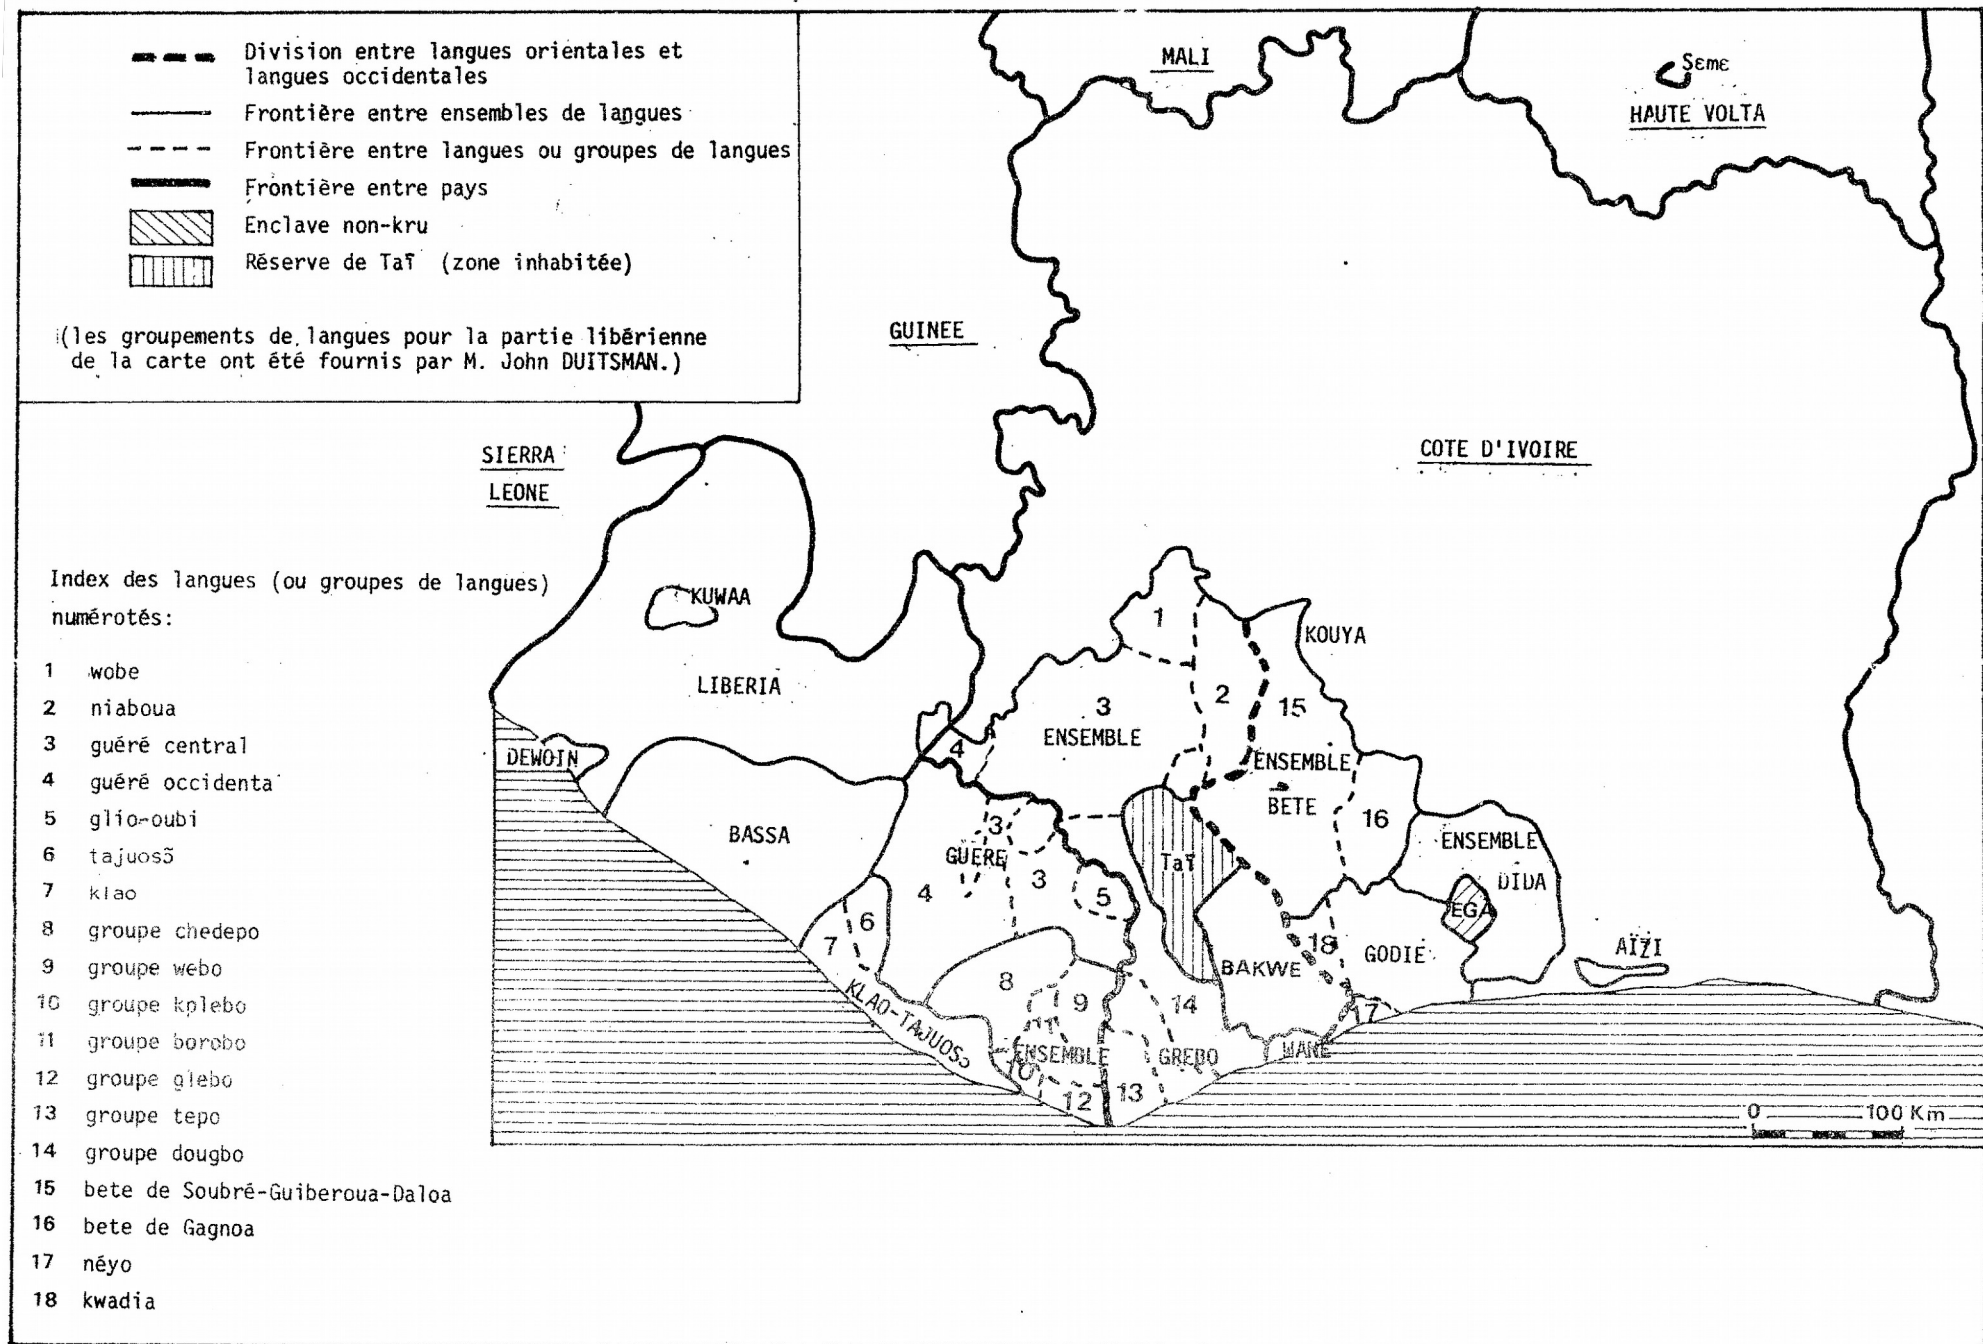 Division entre langues orientales et
langues occidentales
Frontière entre ensembles de langues
Frontière entre langues ou groupes de langues
Frontière entre pays
Enclave non-kru
Réserve de Taï (zone inhabitée)
(les groupements de langues pour la partie libérienne
de la carte ont été fournis par M. John DUITSMAN.)
MALI
Sεmε
HAUTE VOLTA
GUINEE
COTE D'IVOIRE
SIERRA
LEONE
KUWAA
LIBERIA
DEWOIN
BASSA
1
2
KOUYA
3
ENSEMBLE
4
15
ENSEMBLE
BETE
16
ENSEMBLE
DIDA
EGA
3
GUERE
4
3
5
Taï
6
7
KLAO-TAJUOSɔ
8
9
11
ENSEMBLE
10
12
13
14
GREBO
BAKWE
18
GODIE
17
WANE
AÏZI
0 100 Km
Index des langues (ou groupes de langues)
numérotés:
1 wobe
2 niaboua
3 guéré central
4 guéré occidenta
5 glio-oubi
6 tajuosɔ̃
7 klao
8 groupe chedepo
9 groupe webo
10 groupe kplebo
11 groupe borobo
12 groupe glebo
13 groupe tepo
14 groupe dougbo
15 bete de Soubré-Guiberoua-Daloa
16 bete de Gagnoa
17 néyo
18 kwadia